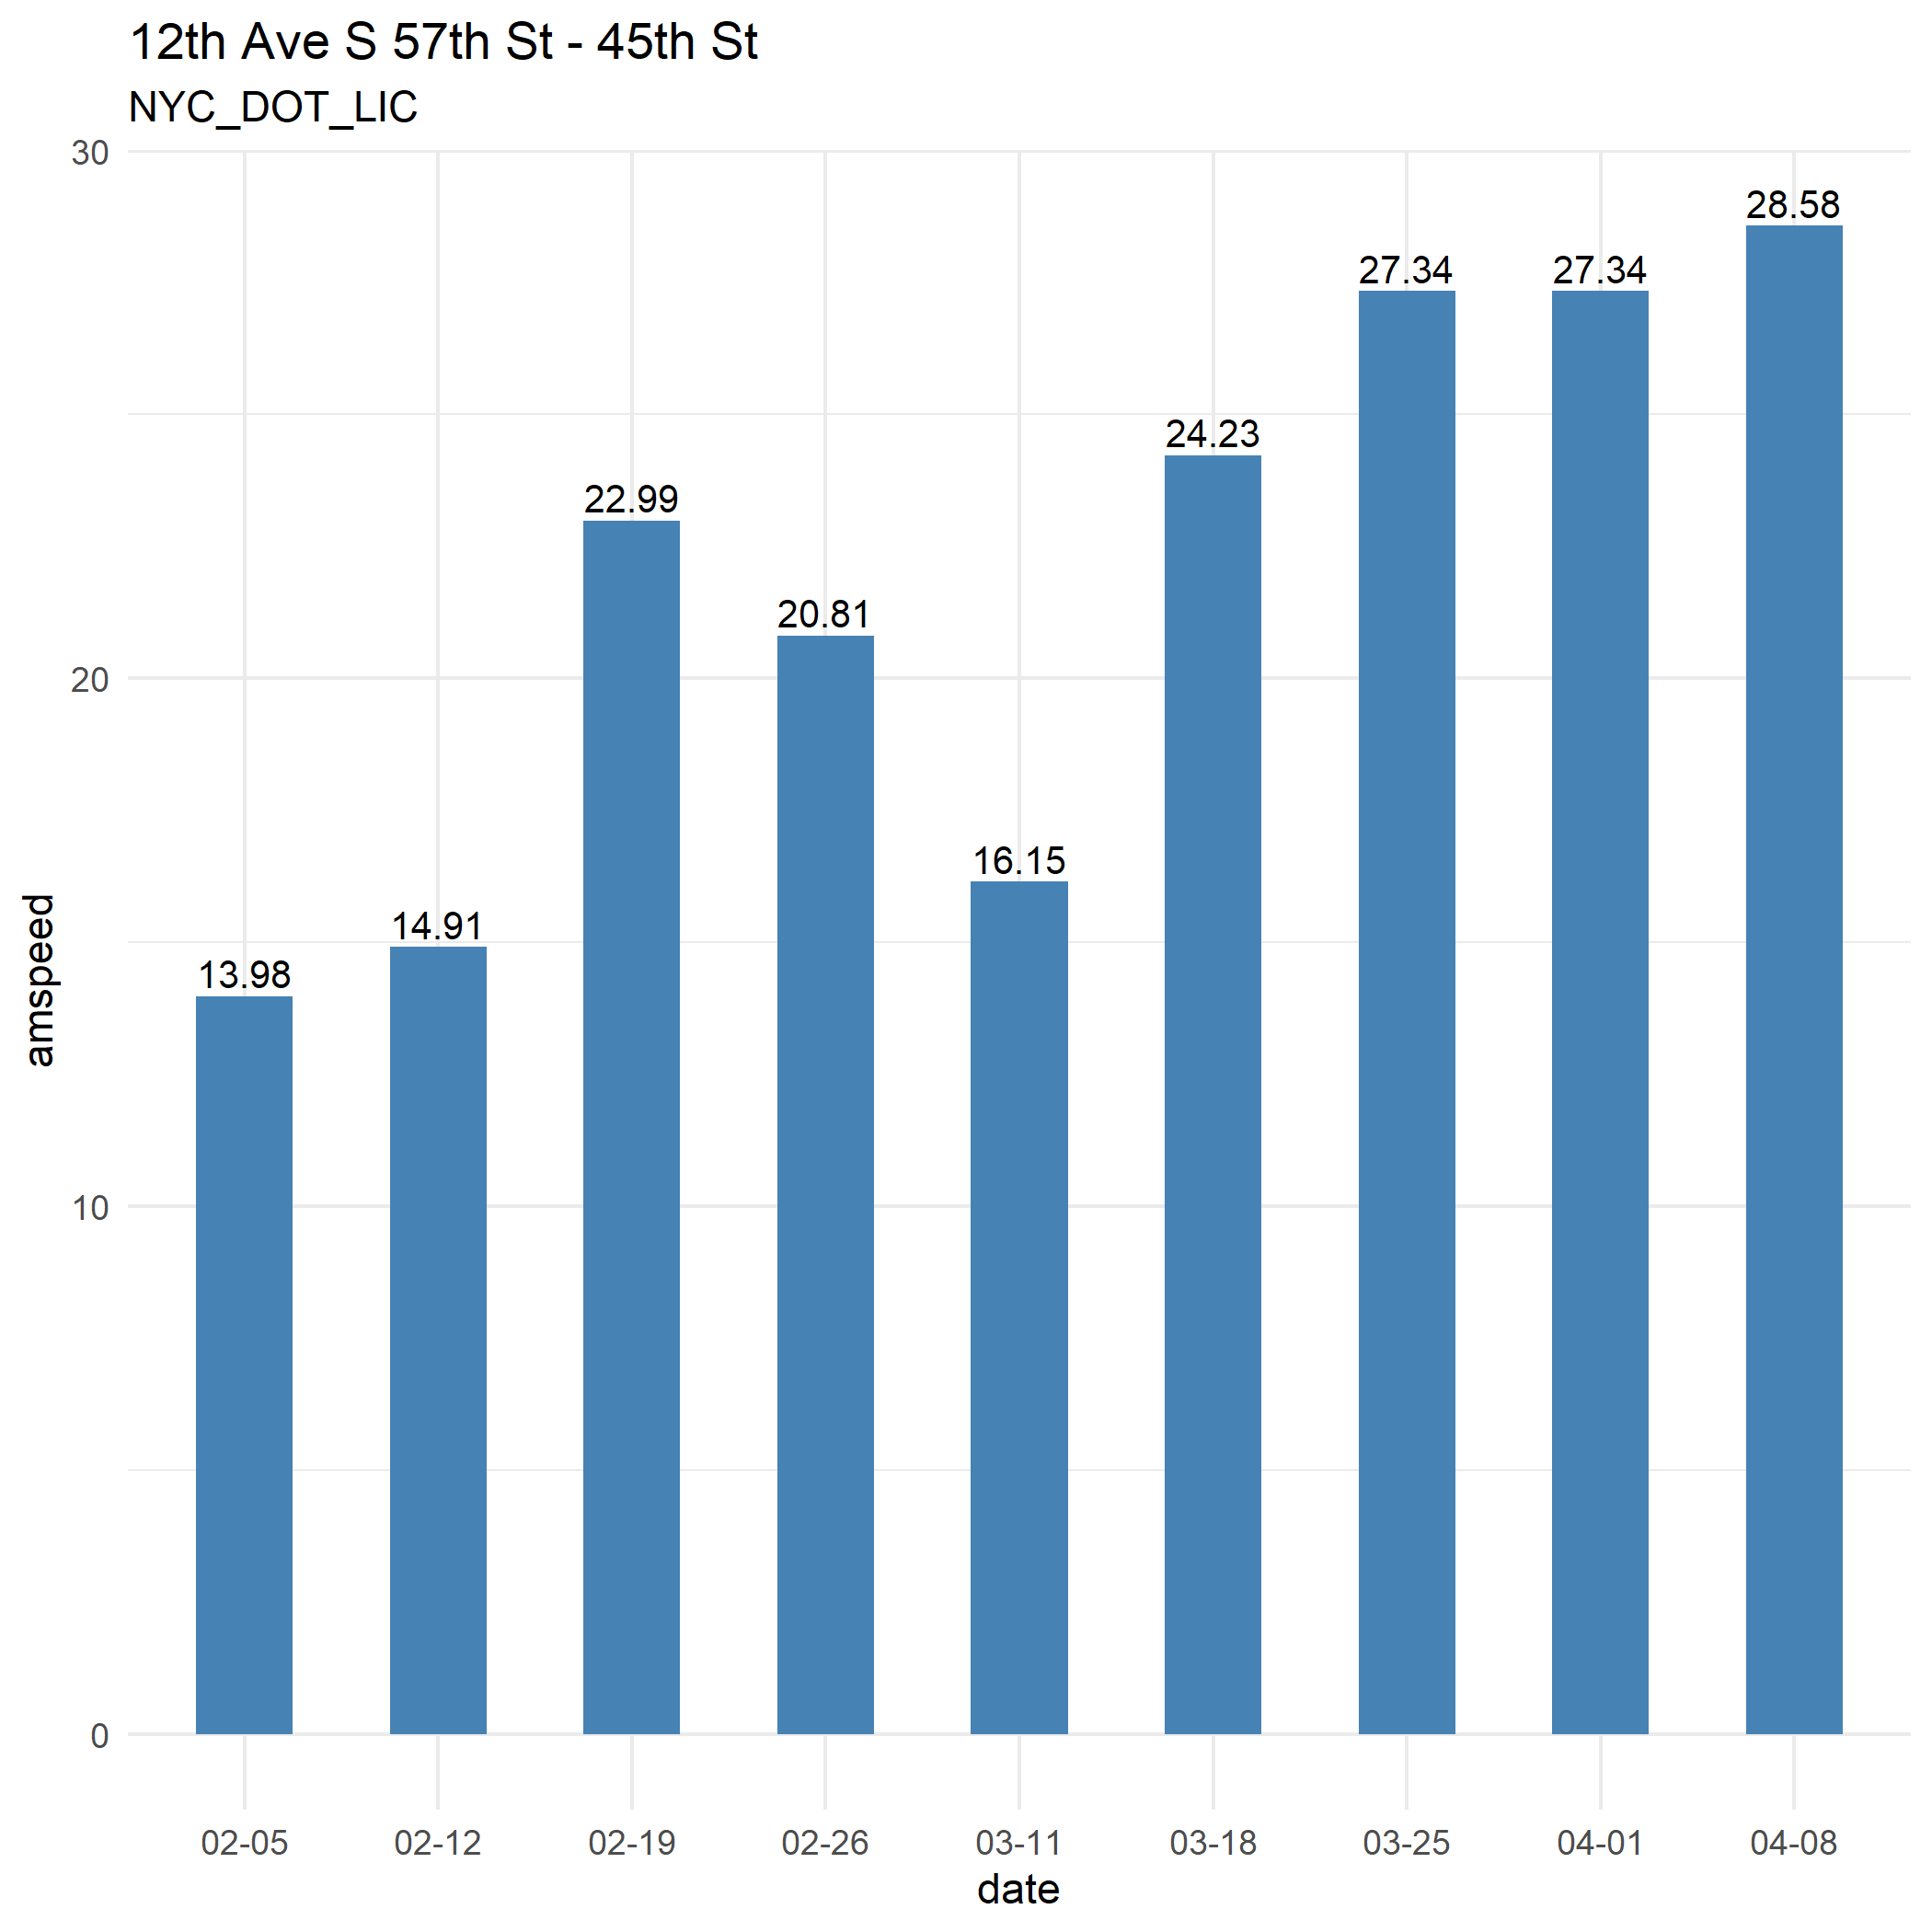 12th Ave S 57th St - 45th St
NYC_DOT_LIC
30
28.58
27.34
27.34
24.23
22.99
20.81
20
16.15
14.91
13.98
amspeed
10
0
02-05 02-12 02-19 02-26 03-11 03-18 03-25 04-01 04-08
date